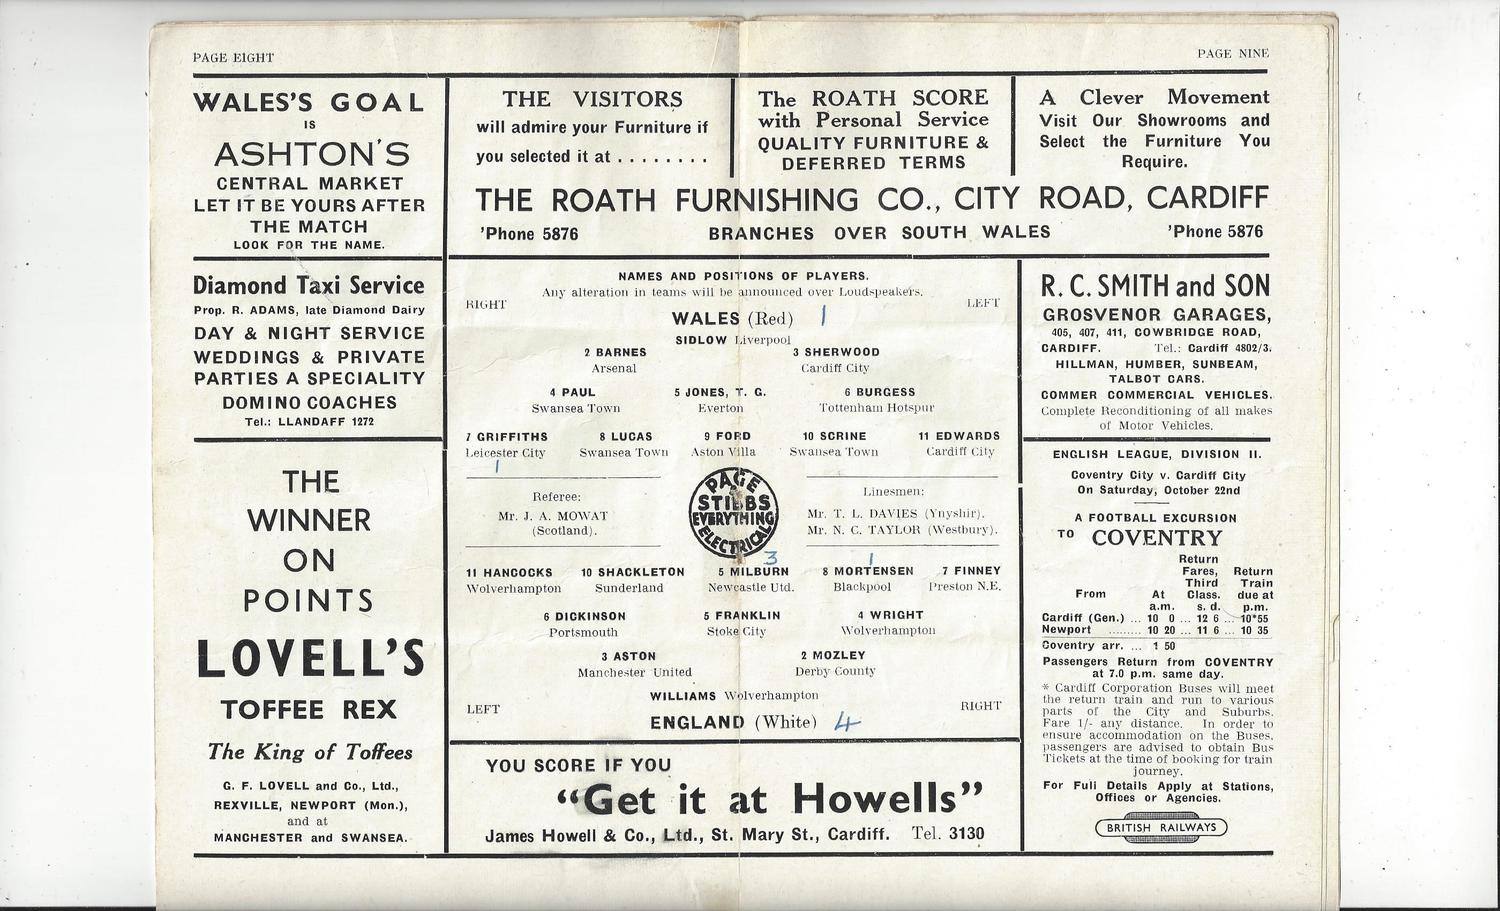 PAGE EIGHT
PAGE NINE
WALES'S GOAL
IS
ASHTON'S
CENTRAL MARKET
LET IT BE YOURS AFTER
THE MATCH
LOOK FOR THE NAME.
Diamond Taxi Service
Prop. R. ADAMS, late Diamond Dairy
DAY & NIGHT SERVICE
WEDDINGS & PRIVATE
PARTIES A SPECIALITY
DOMINO COACHES
Tel.: LLANDAFF 1272
THE
WINNER
ON
POINTS
LOVELL'S
TOFFEE REX
The King of Toffees
G. F. LOVELL and Co., Ltd.,
REXVILLE, NEWPORT (Mon.),
and at
MANCHESTER and SWANSEA.
THE VISITORS
will admire your Furniture if
you selected it at . . . . . . . .
The ROATH SCORE
with Personal Service
QUALITY FURNITURE &
DEFERRED TERMS
A Clever Movement
Visit Our Showrooms and
Select the Furniture You
Require.
THE ROATH FURNISHING CO., CITY ROAD, CARDIFF
'Phone 5876 BRANCHES OVER SOUTH WALES 'Phone 5876
NAMES AND POSITIONS OF PLAYERS.
Any alteration in teams will be announced over Loudspeakers.
RIGHT LEFT
WALES (Red) 1
SIDLOW Liverpool
2 BARNES 3 SHERWOOD
Arsenal Cardiff City
4 PAUL 5 JONES, T. G. 6 BURGESS
Swansea Town Everton Tottenham Hotspur
7 GRIFFITHS 8 LUCAS 9 FORD 10 SCRINE 11 EDWARDS
Leicester City Swansea Town Aston Villa Swansea Town Cardiff City
1
Referee:
Mr. J. A. MOWAT
(Scotland).
PAGE
&
STIBBS
EVERYTHING
ELECTRICAL
Linesmen:
Mr. T. L. DAVIES (Ynyshir).
Mr. N. C. TAYLOR (Westbury).
3 1
11 HANCOCKS 10 SHACKLETON 5 MILBURN 8 MORTENSEN 7 FINNEY
Wolverhampton Sunderland Newcastle Utd. Blackpool Preston N.E.
6 DICKINSON 5 FRANKLIN 4 WRIGHT
Portsmouth Stoke City Wolverhampton
3 ASTON 2 MOZLEY
Manchester United Derby County
WILLIAMS Wolverhampton
LEFT RIGHT
ENGLAND (White) 4
YOU SCORE IF YOU
"Get it at Howells"
James Howell & Co., Ltd., St. Mary St., Cardiff. Tel. 3130
R. C. SMITH and SON
GROSVENOR GARAGES,
405, 407, 411, COWBRIDGE ROAD,
CARDIFF. Tel.: Cardiff 4802/3.
HILLMAN, HUMBER, SUNBEAM,
TALBOT CARS.
COMMER COMMERCIAL VEHICLES.
Complete Reconditioning of all makes
of Motor Vehicles.
ENGLISH LEAGUE, DIVISION II.
Coventry City v. Cardiff City
On Saturday, October 22nd
A FOOTBALL EXCURSION
TO COVENTRY
Return
Fares, Return
Third Train
From At Class. due at
a.m. s. d. p.m.
Cardiff (Gen.) ... 10 0 ... 12 6 ... 10*55
Newport ......... 10 20 ... 11 6 ... 10 35
Coventry arr. ... 1 50
Passengers Return from COVENTRY
at 7.0 p.m. same day.
* Cardiff Corporation Buses will meet
the return train and run to various
parts of the City and Suburbs.
Fare 1/- any distance. In order to
ensure accommodation on the Buses,
passengers are advised to obtain Bus
Tickets at the time of booking for train
journey.
For Full Details Apply at Stations,
Offices or Agencies.
BRITISH RAILWAYS